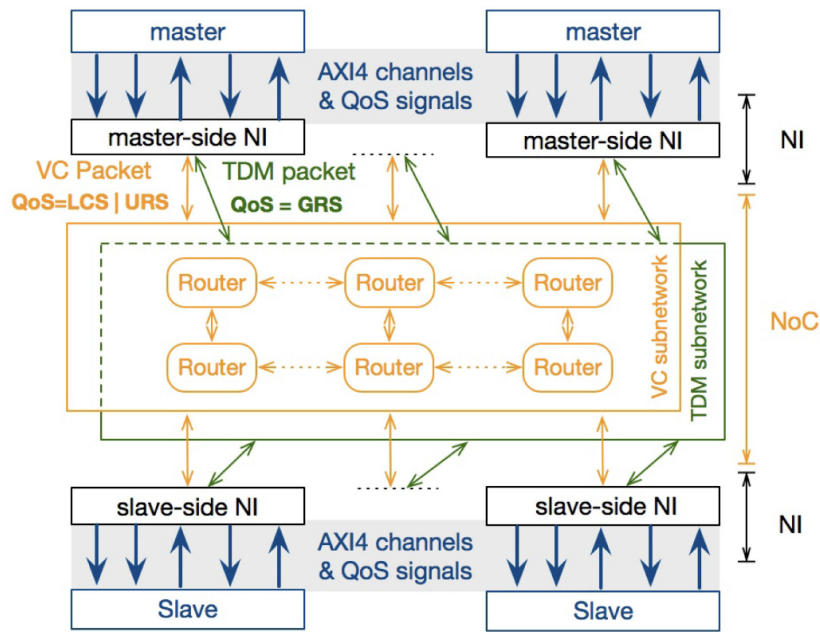 master
master
AXI4 channels
& QoS signals
master-side NI
master-side NI
NI
VC Packet
TDM packet
QoS=LCS | URS
QoS = GRS
Router
Router
Router
Router
Router
Router
VC subnetwork
TDM subnetwork
NoC
slave-side NI
slave-side NI
NI
AXI4 channels
& QoS signals
Slave
Slave